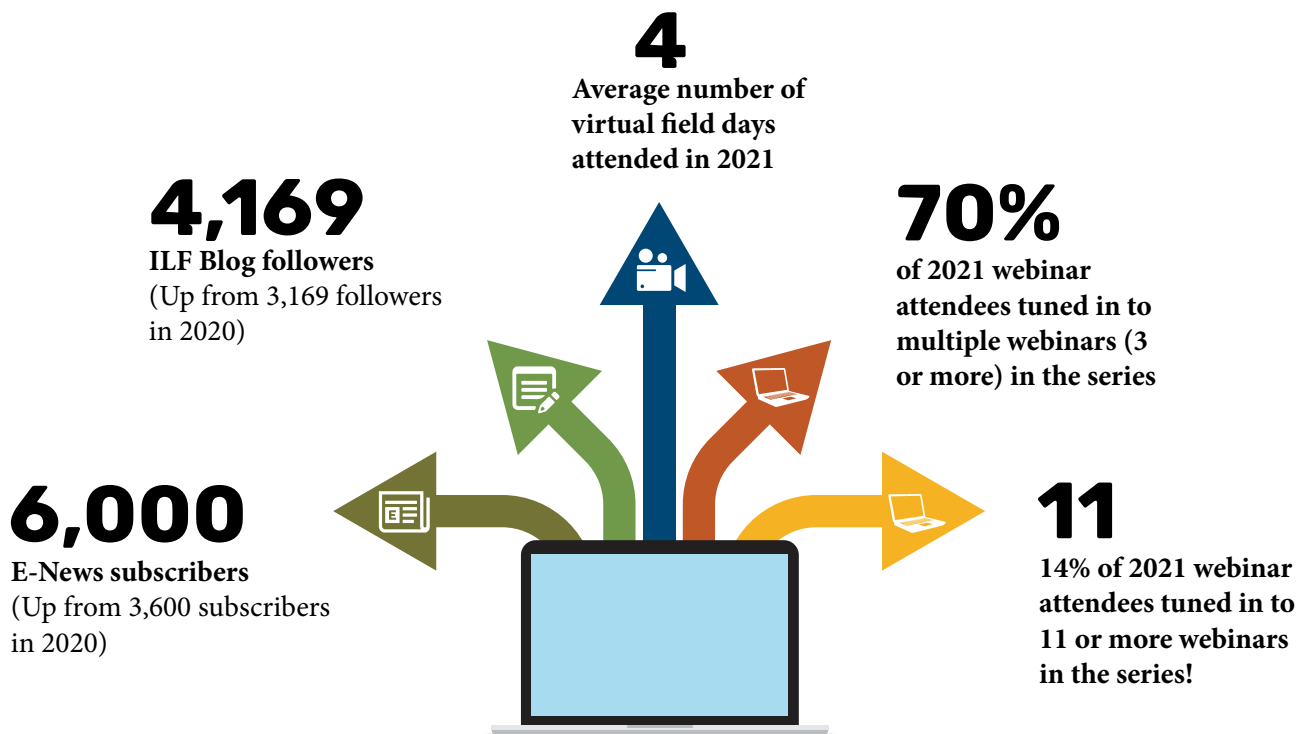 4
Average number of
virtual field days
attended in 2021
4,169
ILF Blog followers
(Up from 3,169 followers
in 2020)
70%
of 2021 webinar
attendees tuned in to
multiple webinars (3
or more) in the series
6,000
E-News subscribers
(Up from 3,600 subscribers
in 2020)
E
11
14% of 2021 webinar
attendees tuned in to
11 or more webinars
in the series!